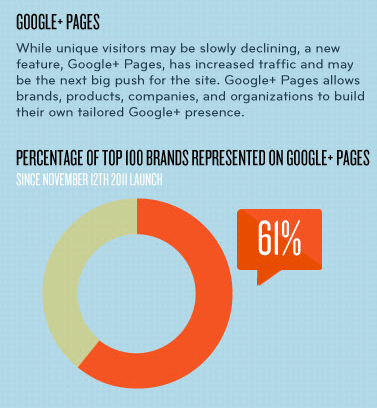 GOOGLE+ PAGES
While unique visitors may be slowly declining, a new
feature, Google+ Pages, has increased traffic and may
be the next big push for the site. Google+ Pages allows
brands, products, companies, and organizations to build
their own tailored Google+ presence.
PERCENTAGE OF TOP 100 BRANDS REPRESENTED ON GOOGLE+ PAGES
SINCE NOVEMBER 12TH 2011 LAUNCH
61%